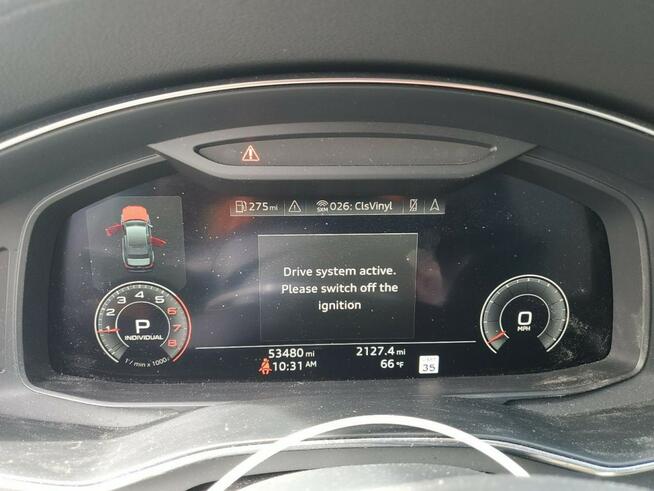 275 mi
SXM 026: ClsVinyl
Drive system active.
Please switch off the
ignition
1 2 3 4 5 6 7 8
P
INDIVIDUAL
1 / min x 1000
0
MPH
53480 mi
2127.4 mi
10:31 AM
66 °F
35